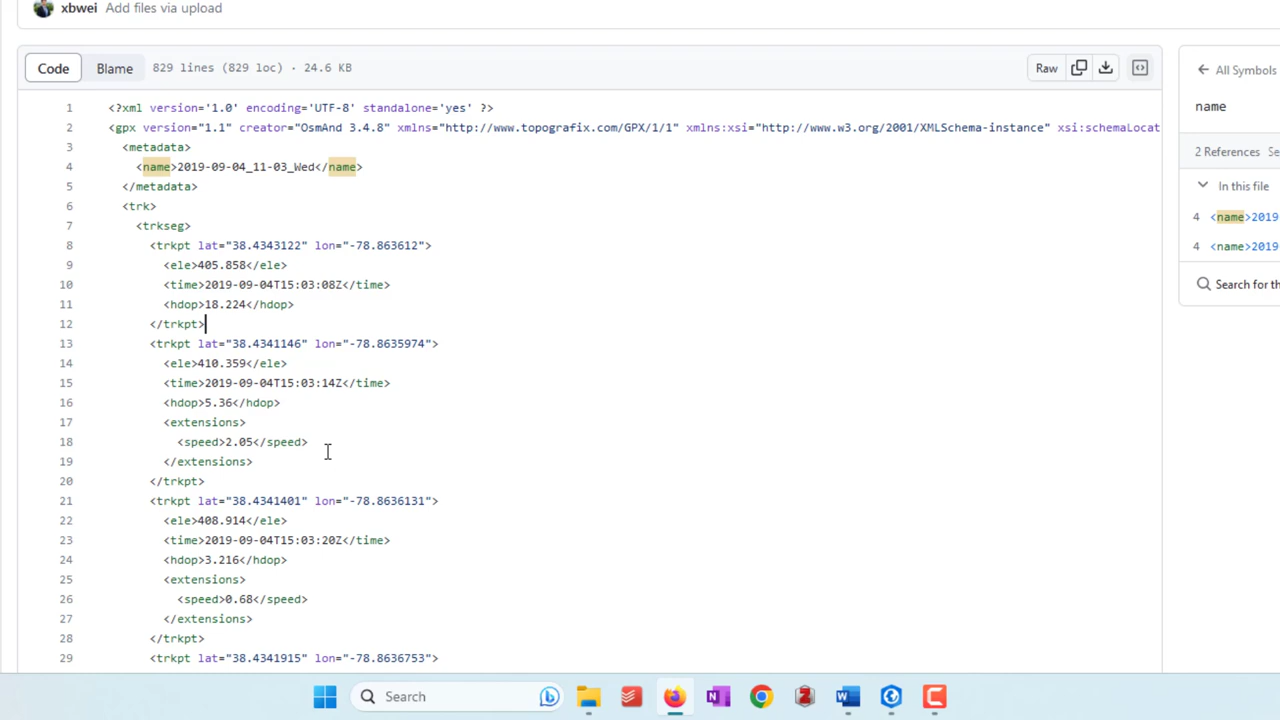 xbwei Add files via upload
Code Blame 829 lines (829 loc) · 24.6 KB Raw
All Symbols
name
2 References
In this file
4 <name>2019
4 <name>2019
Search for
1 <?xml version='1.0' encoding='UTF-8' standalone='yes' ?>
2 <gpx version="1.1" creator="OsmAnd 3.4.8" xmlns="http://www.topografix.com/GPX/1/1" xmlns:xsi="http://www.w3.org/2001/XMLSchema-instance" xsi:schemaLocat
3 <metadata>
4 <name>2019-09-04_11-03_Wed</name>
5 </metadata>
6 <trk>
7 <trkseg>
8 <trkpt lat="38.4343122" lon="-78.863612">
9 <ele>405.858</ele>
10 <time>2019-09-04T15:03:08Z</time>
11 <hdop>18.224</hdop>
12 </trkpt>
13 <trkpt lat="38.4341146" lon="-78.8635974">
14 <ele>410.359</ele>
15 <time>2019-09-04T15:03:14Z</time>
16 <hdop>5.36</hdop>
17 <extensions>
18 <speed>2.05</speed>
19 </extensions>
20 </trkpt>
21 <trkpt lat="38.4341401" lon="-78.8636131">
22 <ele>408.914</ele>
23 <time>2019-09-04T15:03:20Z</time>
24 <hdop>3.216</hdop>
25 <extensions>
26 <speed>0.68</speed>
27 </extensions>
28 </trkpt>
29 <trkpt lat="38.4341915" lon="-78.8636753">
Search